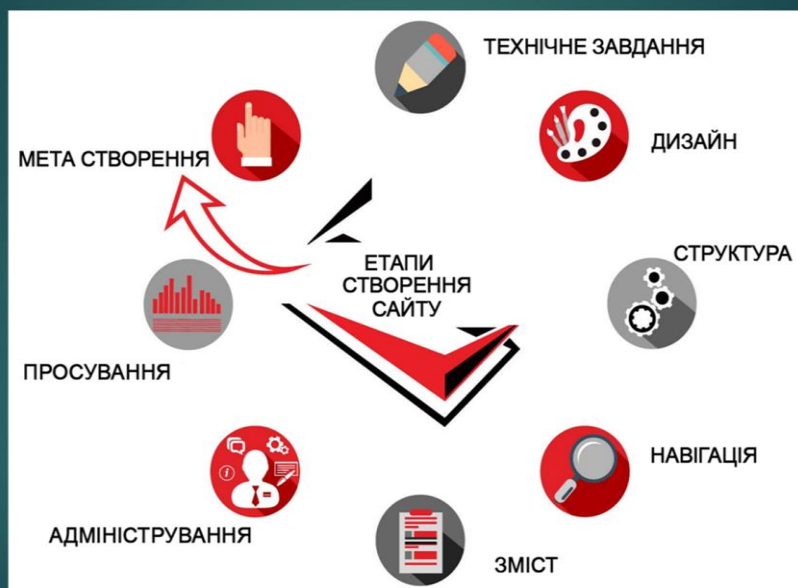 ТЕХНІЧНЕ ЗАВДАННЯ
ДИЗАЙН
МЕТА СТВОРЕННЯ
СТРУКТУРА
ЕТАПИ
СТВОРЕННЯ
САЙТУ
ПРОСУВАННЯ
НАВІГАЦІЯ
АДМІНІСТРУВАННЯ
ЗМІСТ